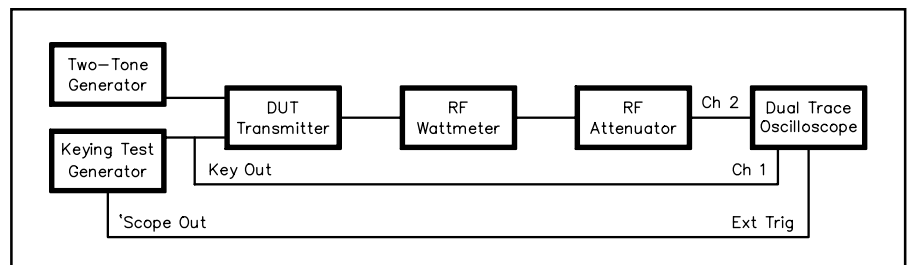 Two-Tone
Generator
DUT
Transmitter
RF
Wattmeter
RF
Attenuator
Ch 2
Dual Trace
Oscilloscope
Keying Test
Generator
Key Out
Ch 1
'Scope Out
Ext Trig